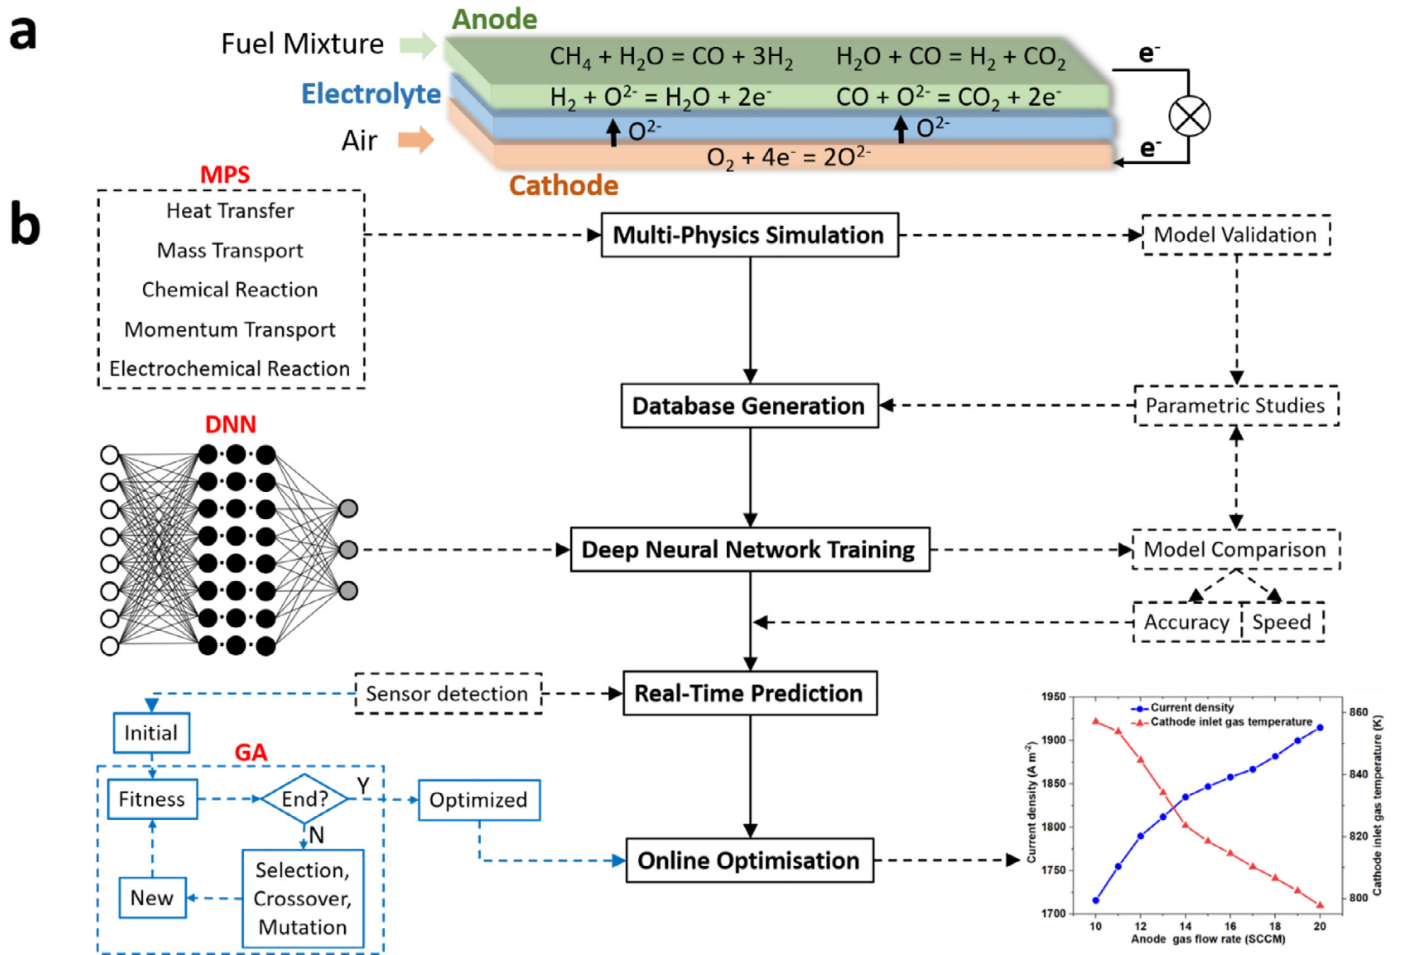 a
Anode
Fuel Mixture
CH₄ + H₂O = CO + 3H₂
H₂O + CO = H₂ + CO₂
e⁻
Electrolyte
H₂ + O²⁻ = H₂O + 2e⁻
CO + O²⁻ = CO₂ + 2e⁻
Air
O²⁻
O²⁻
O₂ + 4e⁻ = 2O²⁻
e⁻
Cathode
b
MPS
Heat Transfer
Mass Transport
Chemical Reaction
Momentum Transport
Electrochemical Reaction
Multi-Physics Simulation
Model Validation
Database Generation
Parametric Studies
DNN
Deep Neural Network Training
Model Comparison
Accuracy
Speed
Sensor detection
Real-Time Prediction
Initial
GA
Fitness
End?
Y
Optimized
N
Selection,
Crossover,
Mutation
New
Online Optimisation
Current density
Cathode inlet gas temperature
Current density (A m⁻²)
1950
1900
1850
1800
1750
1700
10
12
14
16
18
20
Anode gas flow rate (SCCM)
860
840
820
800
Cathode inlet gas temperature (K)